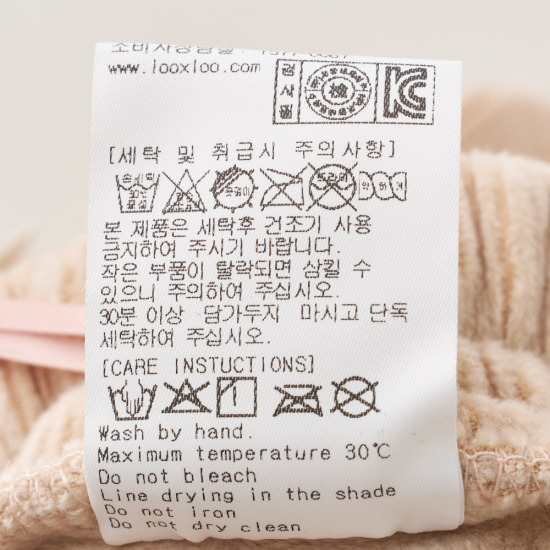 www.looxloo.com
검사필
檢
[세탁 및 취급시 주의사항]
본 제품은 세탁후 건조기 사용
금지하여 주시기 바랍니다.
작은 부품이 탈락되면 삼킬 수
있으니 주의하여 주십시오.
30분 이상 담가두지 마시고 단독
세탁하여 주십시오.
[CARE INSTUCTIONS]
Wash by hand.
Maximum temperature 30℃
Do not bleach
Line drying in the shade
Do not iron
Do not dry clean